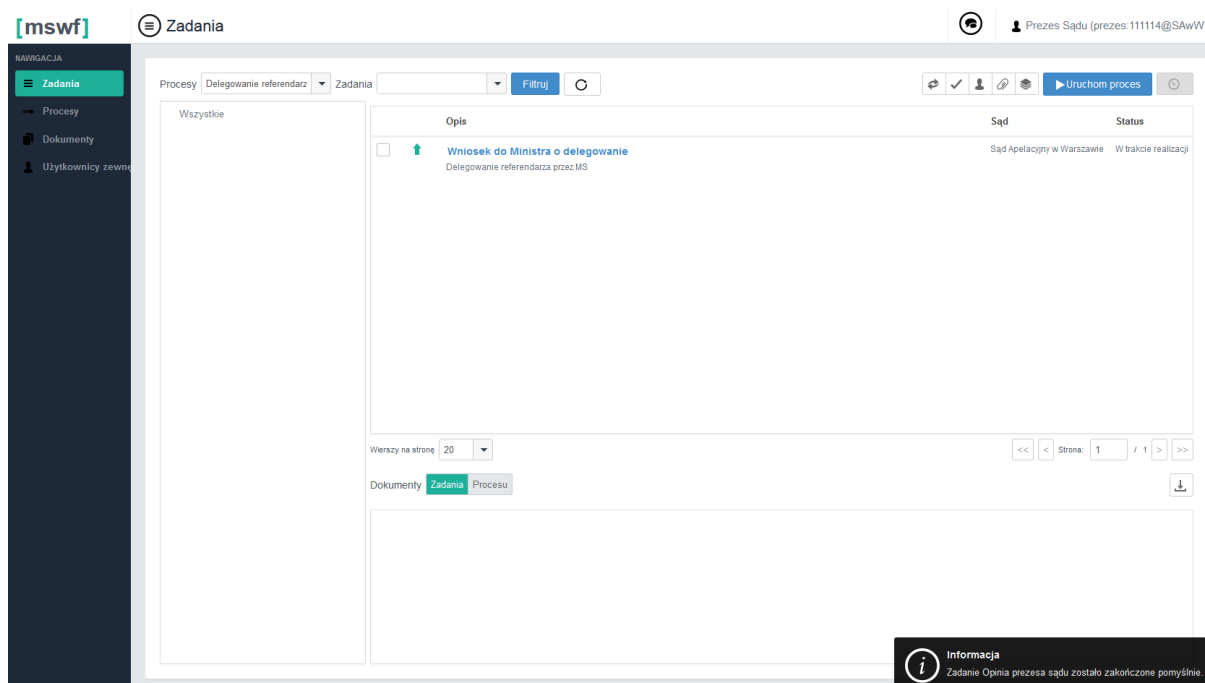 [mswf]
Zadania
Prezes Sądu (prezes:111114@SAwW
NAWIGACJA
Zadania
Procesy
Dokumenty
Użytkownicy zewnę
Procesy Delegowanie referendarz Zadania Filtruj Uruchom proces
Wszystkie
Opis Sąd Status
Wniosek do Ministra o delegowanie Sąd Apelacyjny w Warszawie W trakcie realizacji
Delegowanie referendarza przez MS
Wierszy na stronę 20 << < Strona: 1 / 1 > >>
Dokumenty Zadania Procesu
Informacja
Zadanie Opinia prezesa sądu zostało zakończone pomyślnie.